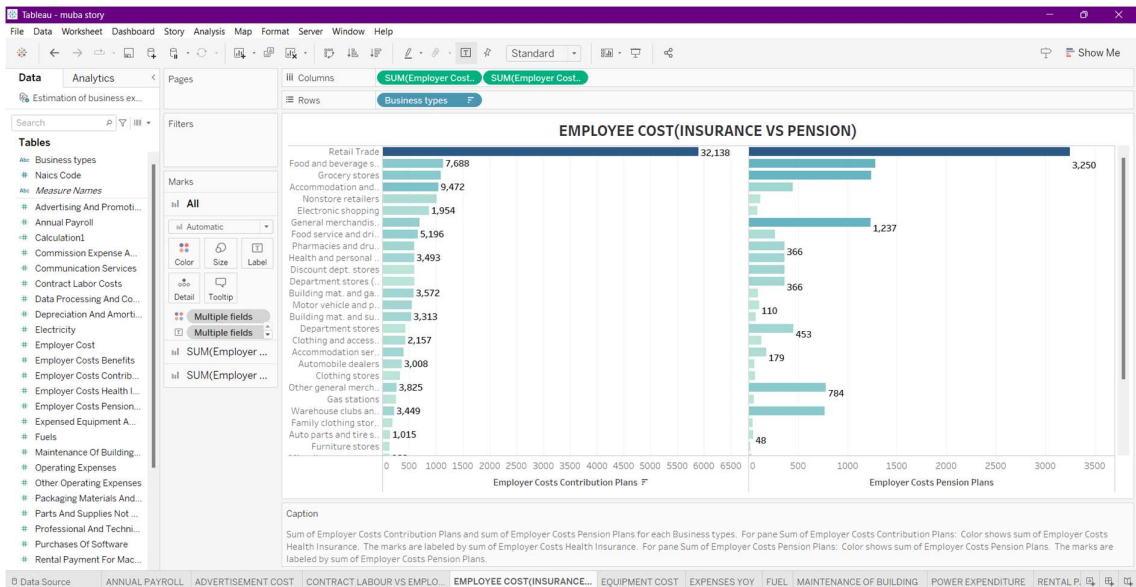 Tableau - muba story
File Data Worksheet Dashboard Story Analysis Map Format Server Window Help
Standard
Show Me
Data Analytics
Estimation of business ex...
Search
Tables
Abc Business types
# Naics Code
Abc Measure Names
# Advertising And Promoti...
# Annual Payroll
=# Calculation1
# Commission Expense A...
# Communication Services
# Contract Labor Costs
# Data Processing And Co...
# Depreciation And Amorti...
# Electricity
# Employer Cost
# Employer Costs Benefits
# Employer Costs Contrib...
# Employer Costs Health I...
# Employer Costs Pension...
# Expensed Equipment A...
# Fuels
# Maintenance Of Building...
# Operating Expenses
# Other Operating Expenses
# Packaging Materials And...
# Parts And Supplies Not ...
# Professional And Techni...
# Purchases Of Software
# Rental Payment For Mac...
Pages
Filters
Marks
All
Automatic
Color Size Label
Detail Tooltip
Multiple fields
Multiple fields
SUM(Employer ...
SUM(Employer ...
Columns SUM(Employer Cost.. SUM(Employer Cost..
Rows Business types
EMPLOYEE COST(INSURANCE VS PENSION)
Retail Trade 32,138 3,250
Food and beverage s.. 7,688
Grocery stores
Accommodation and.. 9,472
Nonstore retailers
Electronic shopping 1,954
General merchandis.. 1,237
Food service and dri.. 5,196
Pharmacies and dru.. 366
Health and personal .. 3,493
Discount dept. stores
Department stores (.. 366
Building mat. and ga.. 3,572
Motor vehicle and p.. 110
Building mat. and su.. 3,313
Department stores 453
Clothing and access.. 2,157
Accommodation ser.. 179
Automobile dealers 3,008
Clothing stores
Other general merch.. 3,825 784
Gas stations
Warehouse clubs an.. 3,449
Family clothing stor..
Auto parts and tire s.. 1,015 48
Furniture stores
0 500 1000 1500 2000 2500 3000 3500 4000 4500 5000 5500 6000 6500 0 500 1000 1500 2000 2500 3000 3500
Employer Costs Contribution Plans Employer Costs Pension Plans
Caption
Sum of Employer Costs Contribution Plans and sum of Employer Costs Pension Plans for each Business types. For pane Sum of Employer Costs Contribution Plans: Color shows sum of Employer Costs
Health Insurance. The marks are labeled by sum of Employer Costs Health Insurance. For pane Sum of Employer Costs Pension Plans: Color shows sum of Employer Costs Pension Plans. The marks are
labeled by sum of Employer Costs Pension Plans.
Data Source ANNUAL PAYROLL ADVERTISEMENT COST CONTRACT LABOUR VS EMPLO... EMPLOYEE COST(INSURANCE... EQUIPMENT COST EXPENSES YOY FUEL MAINTENANCE OF BUILDING POWER EXPENDITURE RENTAL P.